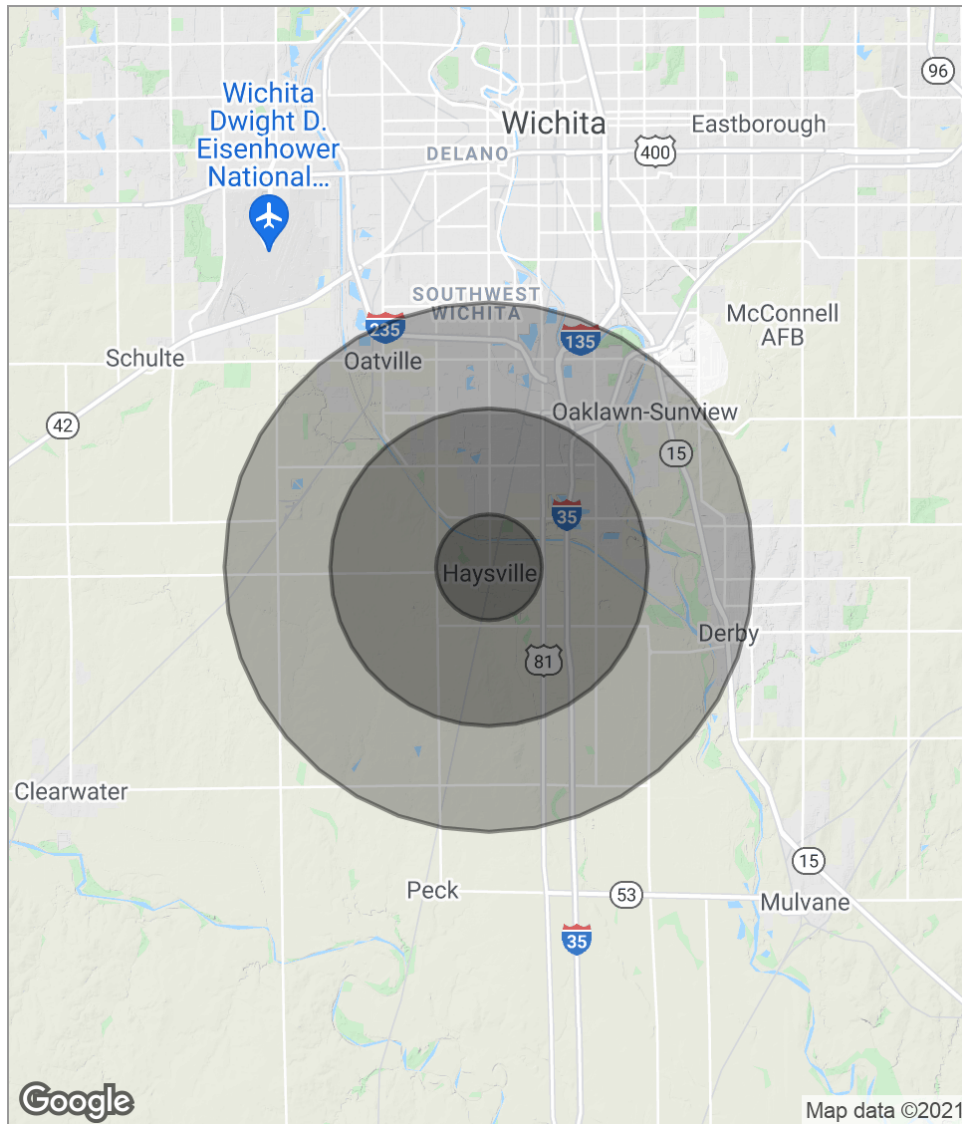 96
Wichita
Dwight D.
Eisenhower
National...
Wichita
Eastborough
400
DELANO
SOUTHWEST
WICHITA
McConnell
AFB
235
135
Schulte
Oatville
Oaklawn-Sunview
42
15
35
Haysville
Derby
81
Clearwater
15
Peck
53
Mulvane
35
Google
Map data ©2021